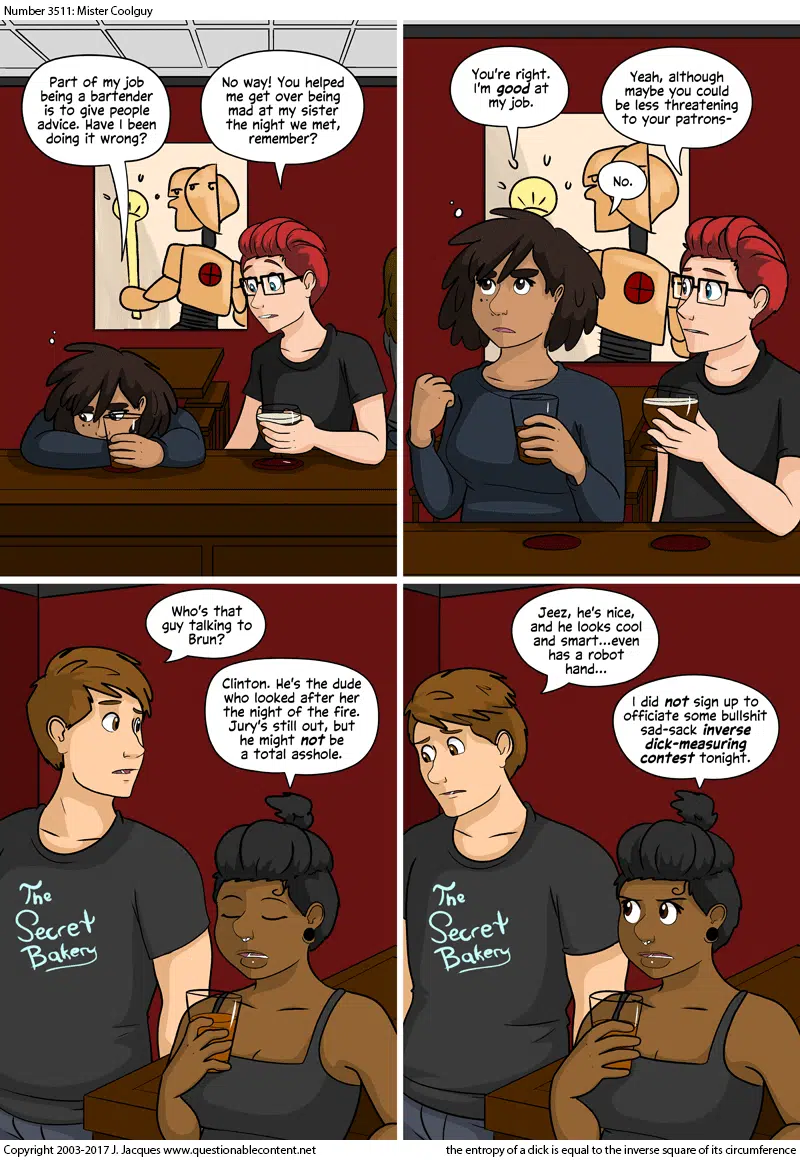 Number 3511: Mister Coolguy
Part of my job
being a bartender
is to give people
advice. Have I been
doing it wrong?
No way! You helped
me get over being
mad at my sister
the night we met,
remember?
You're right.
I'm good at
my job.
Yeah, although
maybe you could
be less threatening
to your patrons-
No.
Who's that
guy talking to
Brun?
Clinton. He's the dude
who looked after her
the night of the fire.
Jury's still out, but
he might not be
a total asshole.
The
Secret
Bakery
Jeez, he's nice,
and he looks cool
and smart...even
has a robot
hand...
I did not sign up to
officiate some bullshit
sad-sack inverse
dick-measuring
contest tonight.
The
Secret
Bakery
Copyright 2003-2017 J. Jacques www.questionablecontent.net
the entropy of a dick is equal to the inverse square of its circumference